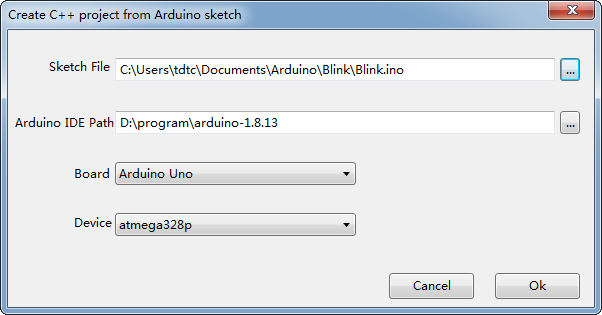 Create C++ project from Arduino sketch
Sketch File C:\Users\tdtc\Documents\Arduino\Blink\Blink.ino ...
Arduino IDE Path D:\program\arduino-1.8.13 ...
Board Arduino Uno
Device atmega328p
Cancel Ok